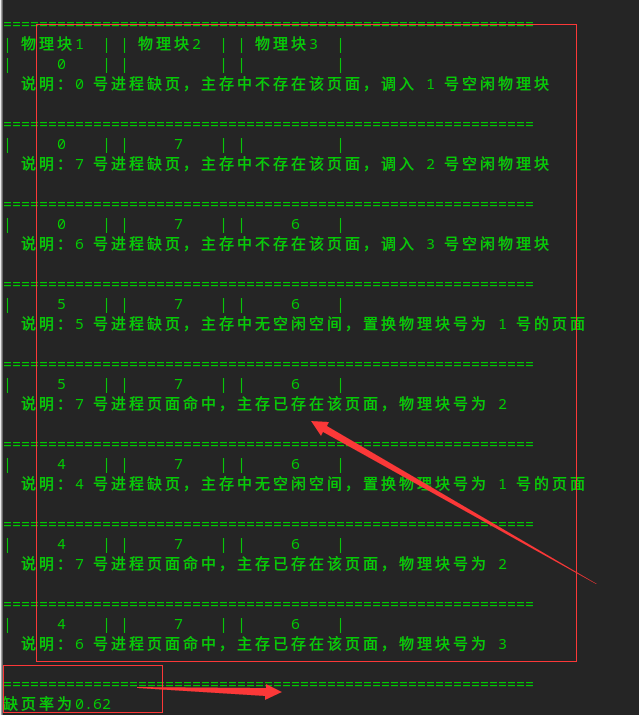 ===========================================================
| 物理块1 | | 物理块2 | | 物理块3 |
| 0 | | | | |
说明：0 号进程缺页，主存中不存在该页面，调入 1 号空闲物理块
===========================================================
| 0 | | 7 | | |
说明：7 号进程缺页，主存中不存在该页面，调入 2 号空闲物理块
===========================================================
| 0 | | 7 | | 6 |
说明：6 号进程缺页，主存中不存在该页面，调入 3 号空闲物理块
===========================================================
| 5 | | 7 | | 6 |
说明：5 号进程缺页，主存中无空闲空间，置换物理块号为 1 号的页面
===========================================================
| 5 | | 7 | | 6 |
说明：7 号进程页面命中，主存已存在该页面，物理块号为 2
===========================================================
| 4 | | 7 | | 6 |
说明：4 号进程缺页，主存中无空闲空间，置换物理块号为 1 号的页面
===========================================================
| 4 | | 7 | | 6 |
说明：7 号进程页面命中，主存已存在该页面，物理块号为 2
===========================================================
| 4 | | 7 | | 6 |
说明：6 号进程页面命中，主存已存在该页面，物理块号为 3
===========================================================
缺页率为0.62